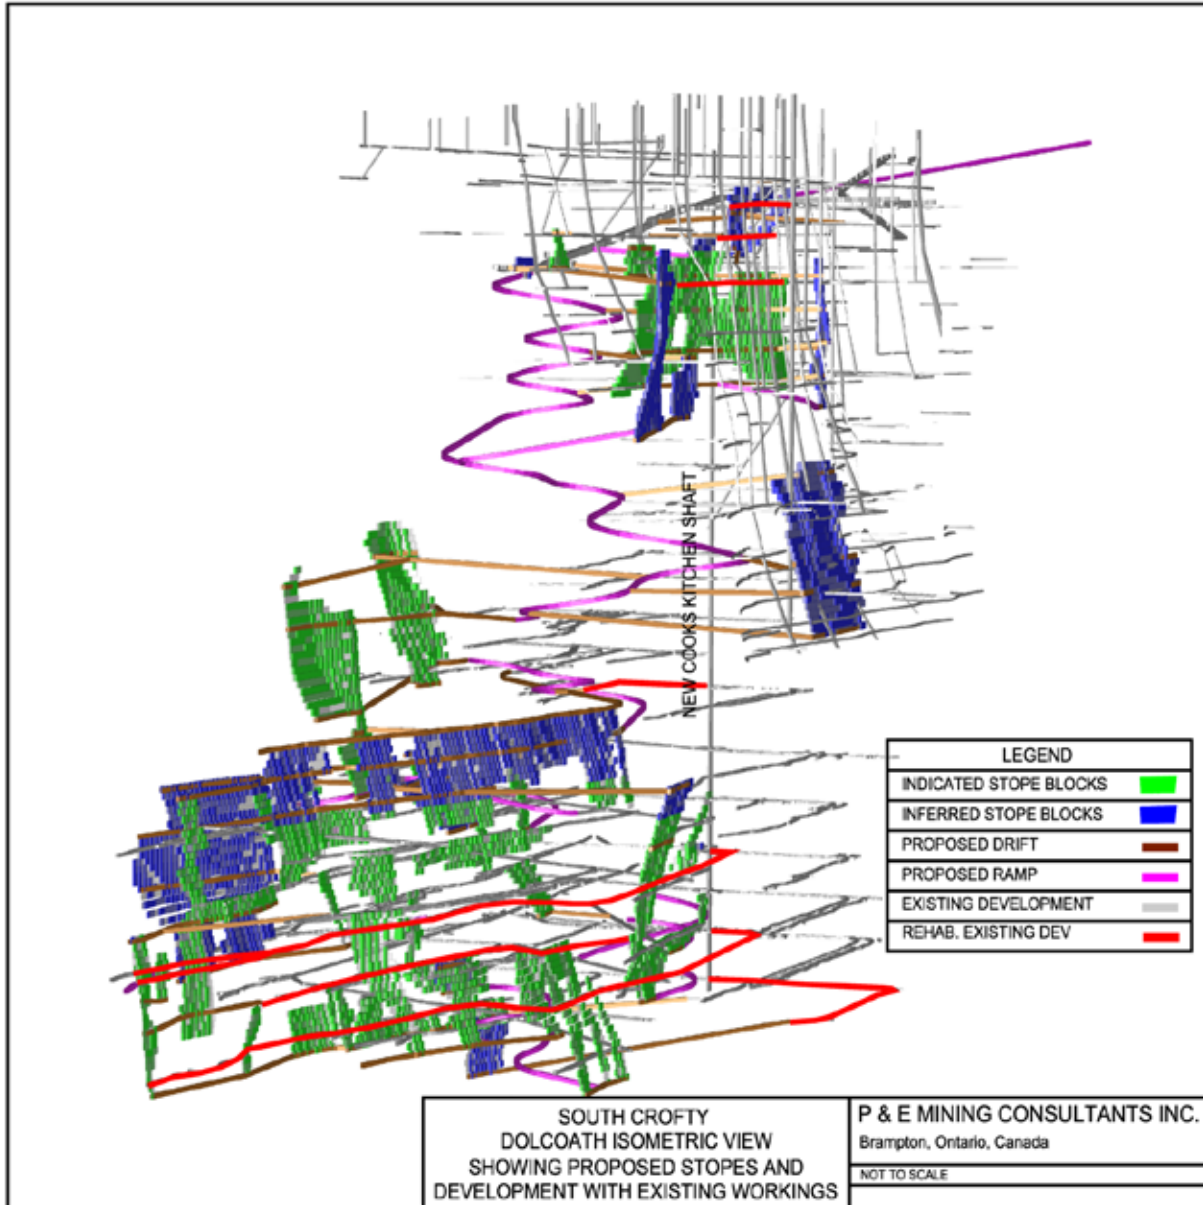 NEW COOKS KITCHEN SHAFT
LEGEND
INDICATED STOPE BLOCKS
INFERRED STOPE BLOCKS
PROPOSED DRIFT
PROPOSED RAMP
EXISTING DEVELOPMENT
REHAB. EXISTING DEV
SOUTH CROFTY
DOLCOATH ISOMETRIC VIEW
SHOWING PROPOSED STOPES AND
DEVELOPMENT WITH EXISTING WORKINGS
P & E MINING CONSULTANTS INC.
Brampton, Ontario, Canada
NOT TO SCALE